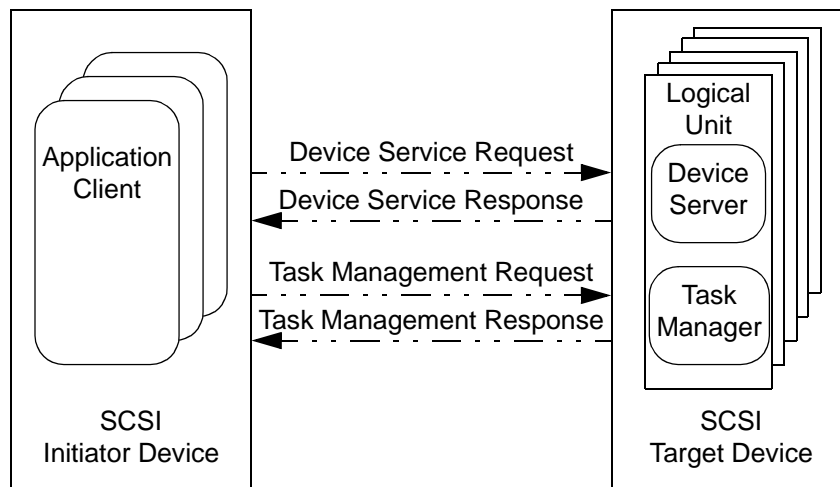 Application
Client
Device Service Request
Device Service Response
Task Management Request
Task Management Response
Logical
Unit
Device
Server
Task
Manager
SCSI
Initiator Device
SCSI
Target Device